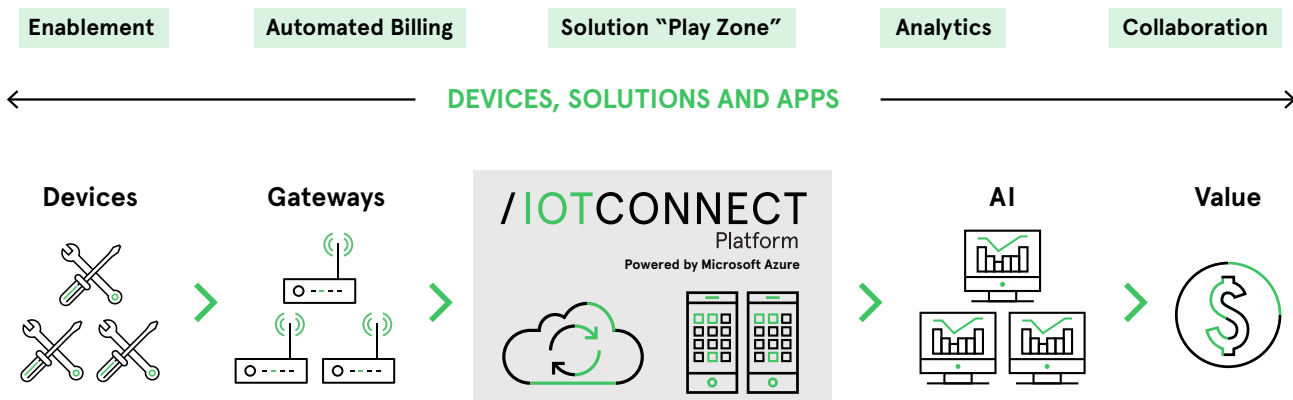 Enablement
Automated Billing
Solution “Play Zone”
Analytics
Collaboration
DEVICES, SOLUTIONS AND APPS
Devices
Gateways
/IOTCONNECT
Platform
Powered by Microsoft Azure
AI
Value
$